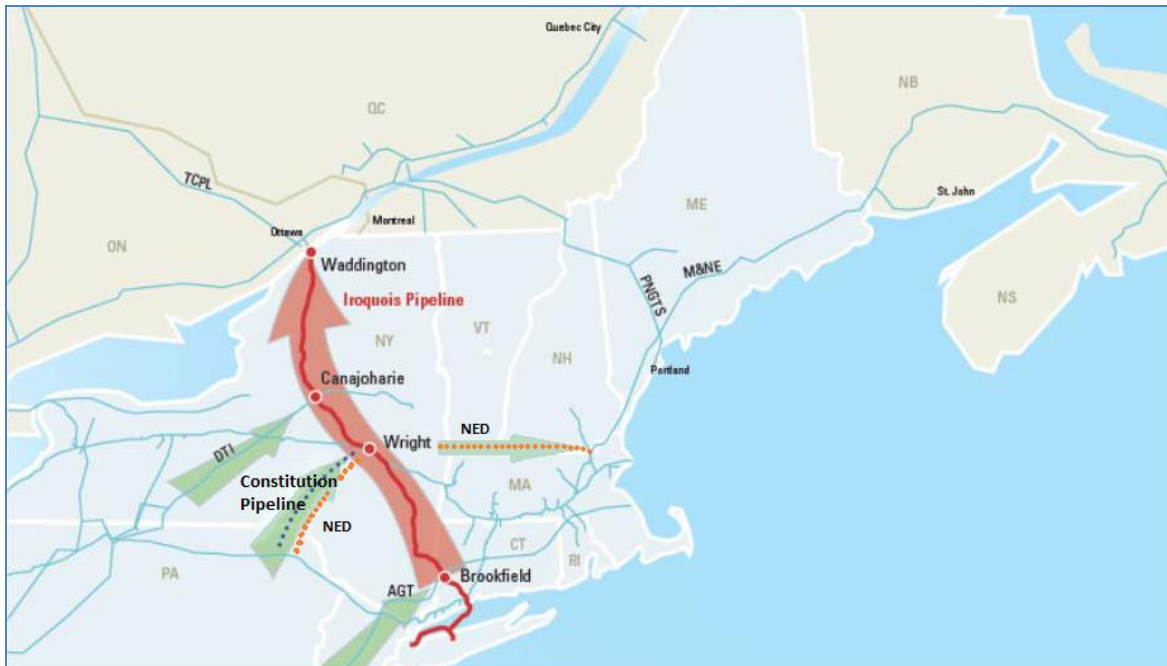 Quebec City
NB
QC
TCPL
St. John
ME
Montreal
Ottawa
ON
Waddington
M&NE
PNGTS
Iroquois Pipeline
NS
VT
NY
NH
Portland
Canajoharie
NED
Wright
DTI
Constitution
Pipeline
MA
NED
CT
RI
PA
Brookfield
AGT